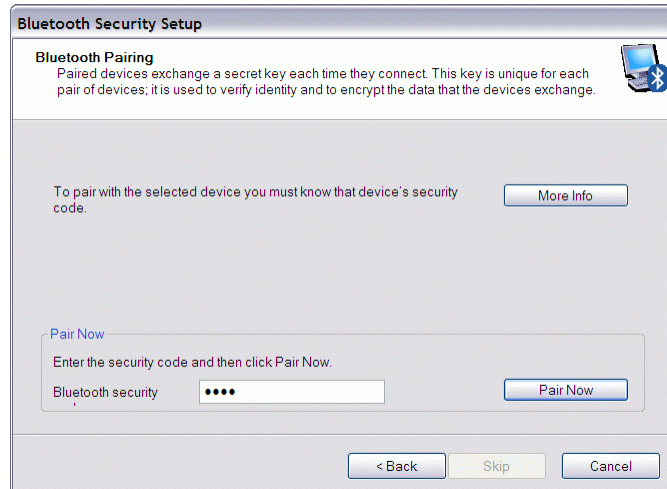 Bluetooth Security Setup
Bluetooth Pairing
Paired devices exchange a secret key each time they connect. This key is unique for each
pair of devices; it is used to verify identity and to encrypt the data that the devices exchange.
To pair with the selected device you must know that device's security
code.
More Info
Pair Now
Enter the security code and then click Pair Now.
Bluetooth security
••••
Pair Now
< Back
Skip
Cancel